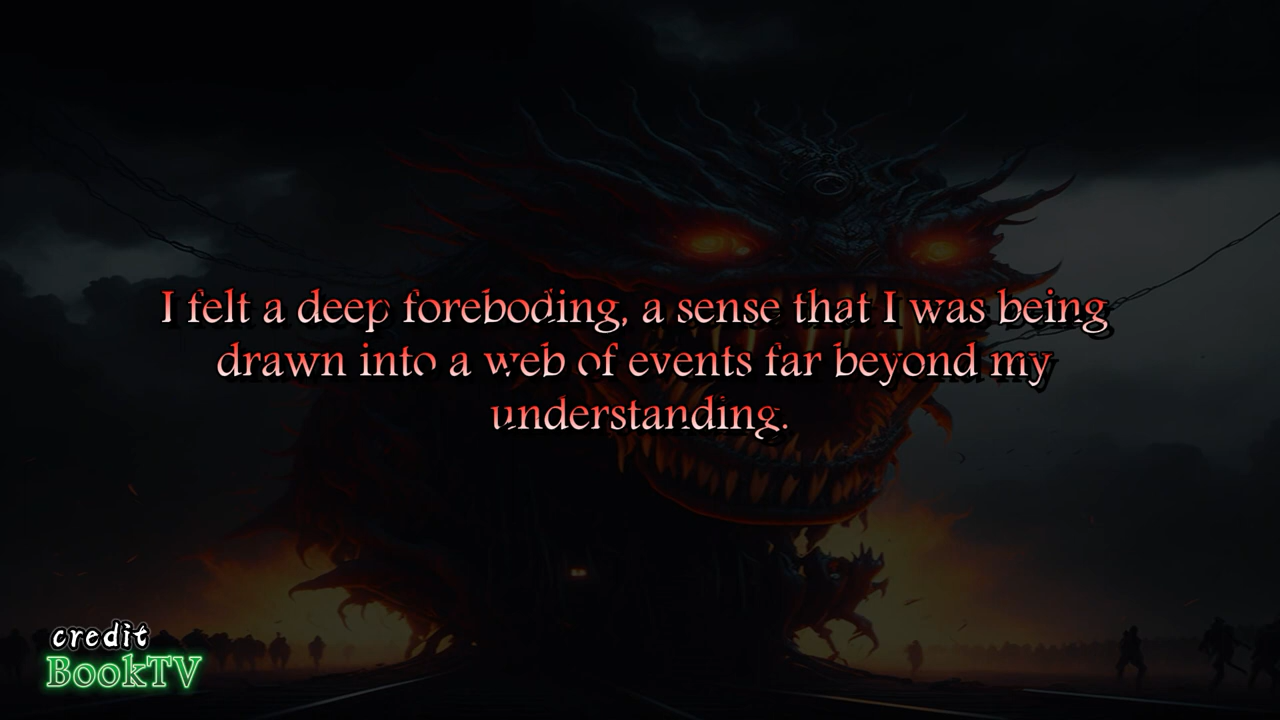 I felt a deep foreboding, a sense that I was being
drawn into a web of events far beyond my
understanding.
credit
BookTV